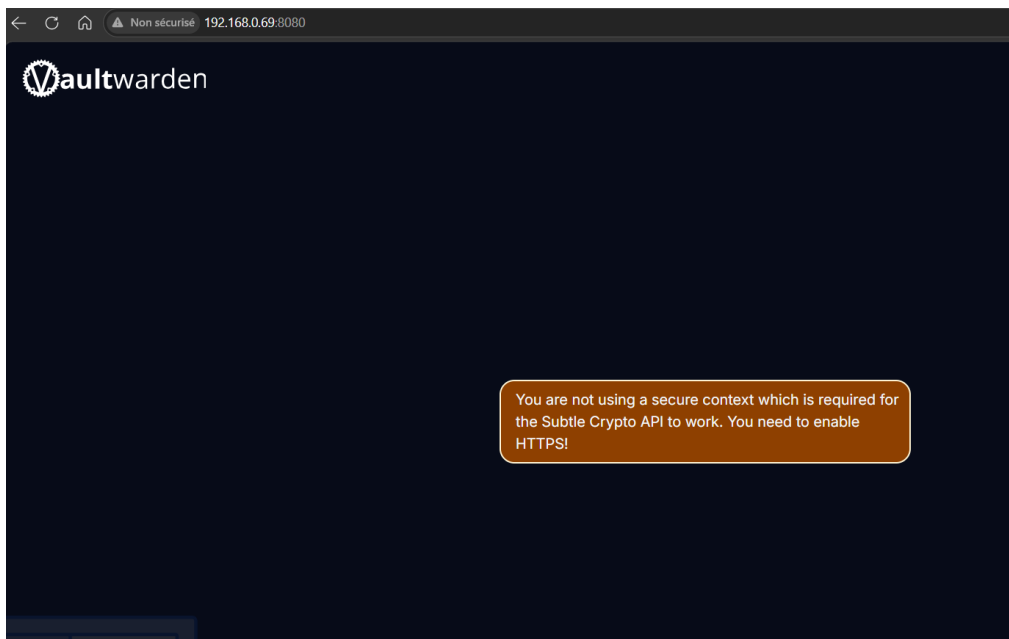 Non sécurisé 192.168.0.69:8080
Vaultwarden
You are not using a secure context which is required for
the Subtle Crypto API to work. You need to enable
HTTPS!